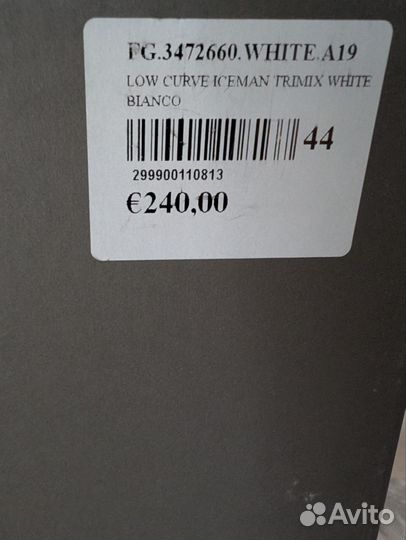 FG.3472660.WHITE.A19
LOW CURVE ICEMAN TRIMIX WHITE
BIANCO
44
299900110813
€240,00
Avito